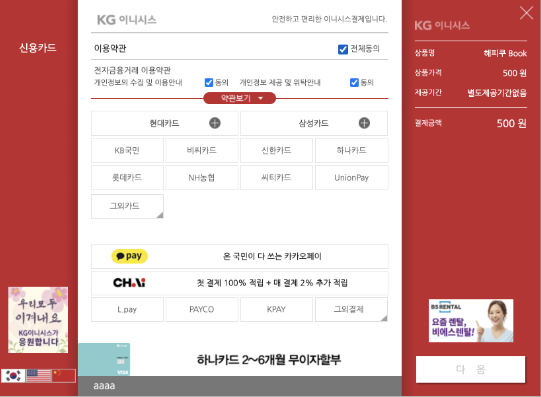 신용카드
KG 이니시스
안전하고 편리한 이니시스결제입니다.
이용약관
전체동의
전자금융거래 이용약관
개인정보의 수집 및 이용안내
동의
개인정보 제공 및 위탁안내
동의
약관보기
현대카드
삼성카드
KB국민
비씨카드
신한카드
하나카드
롯데카드
NH농협
씨티카드
UnionPay
그외카드
pay
온 국민이 다 쓰는 카카오페이
CHAi
첫 결제 100% 적립 + 매 결제 2% 추가 적립
L.pay
PAYCO
KPAY
그외결제
VISA
하나카드 2~6개월 무이자할부
aaaa
우리모두
이겨내요
KG이니시스가
응원합니다!
KG 이니시스
상품명
해피쿠 Book
상품가격
500 원
제공기간
별도제공기간없음
결제금액
500 원
BS RENTAL
요즘 렌탈,
비에스렌탈!
다 음